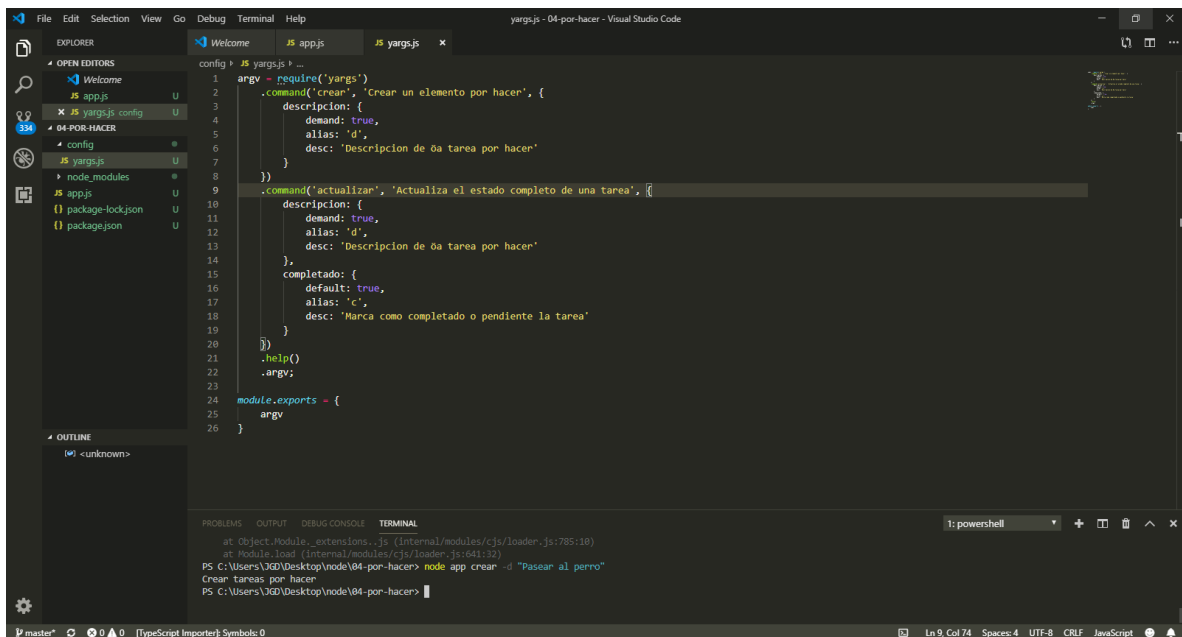 File Edit Selection View Go Debug Terminal Help
yargs.js - 04-por-hacer - Visual Studio Code
EXPLORER
OPEN EDITORS
Welcome
JS app.js U
JS yargs.js config U
04-POR-HACER
config
JS yargs.js U
node_modules
JS app.js U
{} package-lock.json U
{} package.json U
OUTLINE
<unknown>
334
Welcome JS app.js JS yargs.js
config JS yargs.js ...
1 argv = require('yargs')
2 .command('crear', 'Crear un elemento por hacer', {
3 descripcion: {
4 demand: true,
5 alias: 'd',
6 desc: 'Descripcion de öa tarea por hacer'
7 }
8 })
9 .command('actualizar', 'Actualiza el estado completo de una tarea', {
10 descripcion: {
11 demand: true,
12 alias: 'd',
13 desc: 'Descripcion de öa tarea por hacer'
14 },
15 completado: {
16 default: true,
17 alias: 'c',
18 desc: 'Marca como completado o pendiente la tarea'
19 }
20 })
21 .help()
22 .argv;
23
24 module.exports = {
25 argv
26 }
PROBLEMS OUTPUT DEBUG CONSOLE TERMINAL
1: powershell
at Object.Module._extensions..js (internal/modules/cjs/loader.js:785:10)
at Module.load (internal/modules/cjs/loader.js:641:32)
PS C:\Users\JGD\Desktop\node\04-por-hacer> node app crear -d "Pasear al perro"
Crear tareas por hacer
PS C:\Users\JGD\Desktop\node\04-por-hacer>
master* 0 0 [TypeScript Importer]: Symbols: 0
Ln 9, Col 74 Spaces: 4 UTF-8 CRLF JavaScript